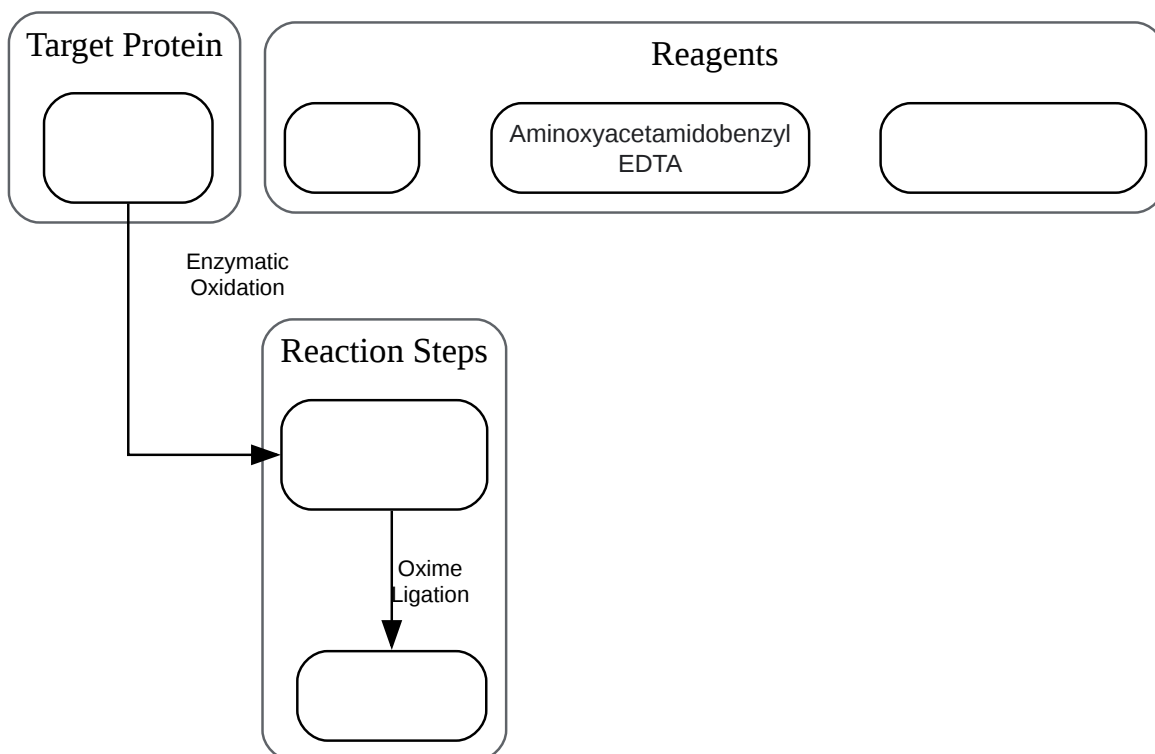 Target Protein
Reagents
Aminoxyacetamidobenzyl
EDTA
Enzymatic
Oxidation
Reaction Steps
Oxime
Ligation